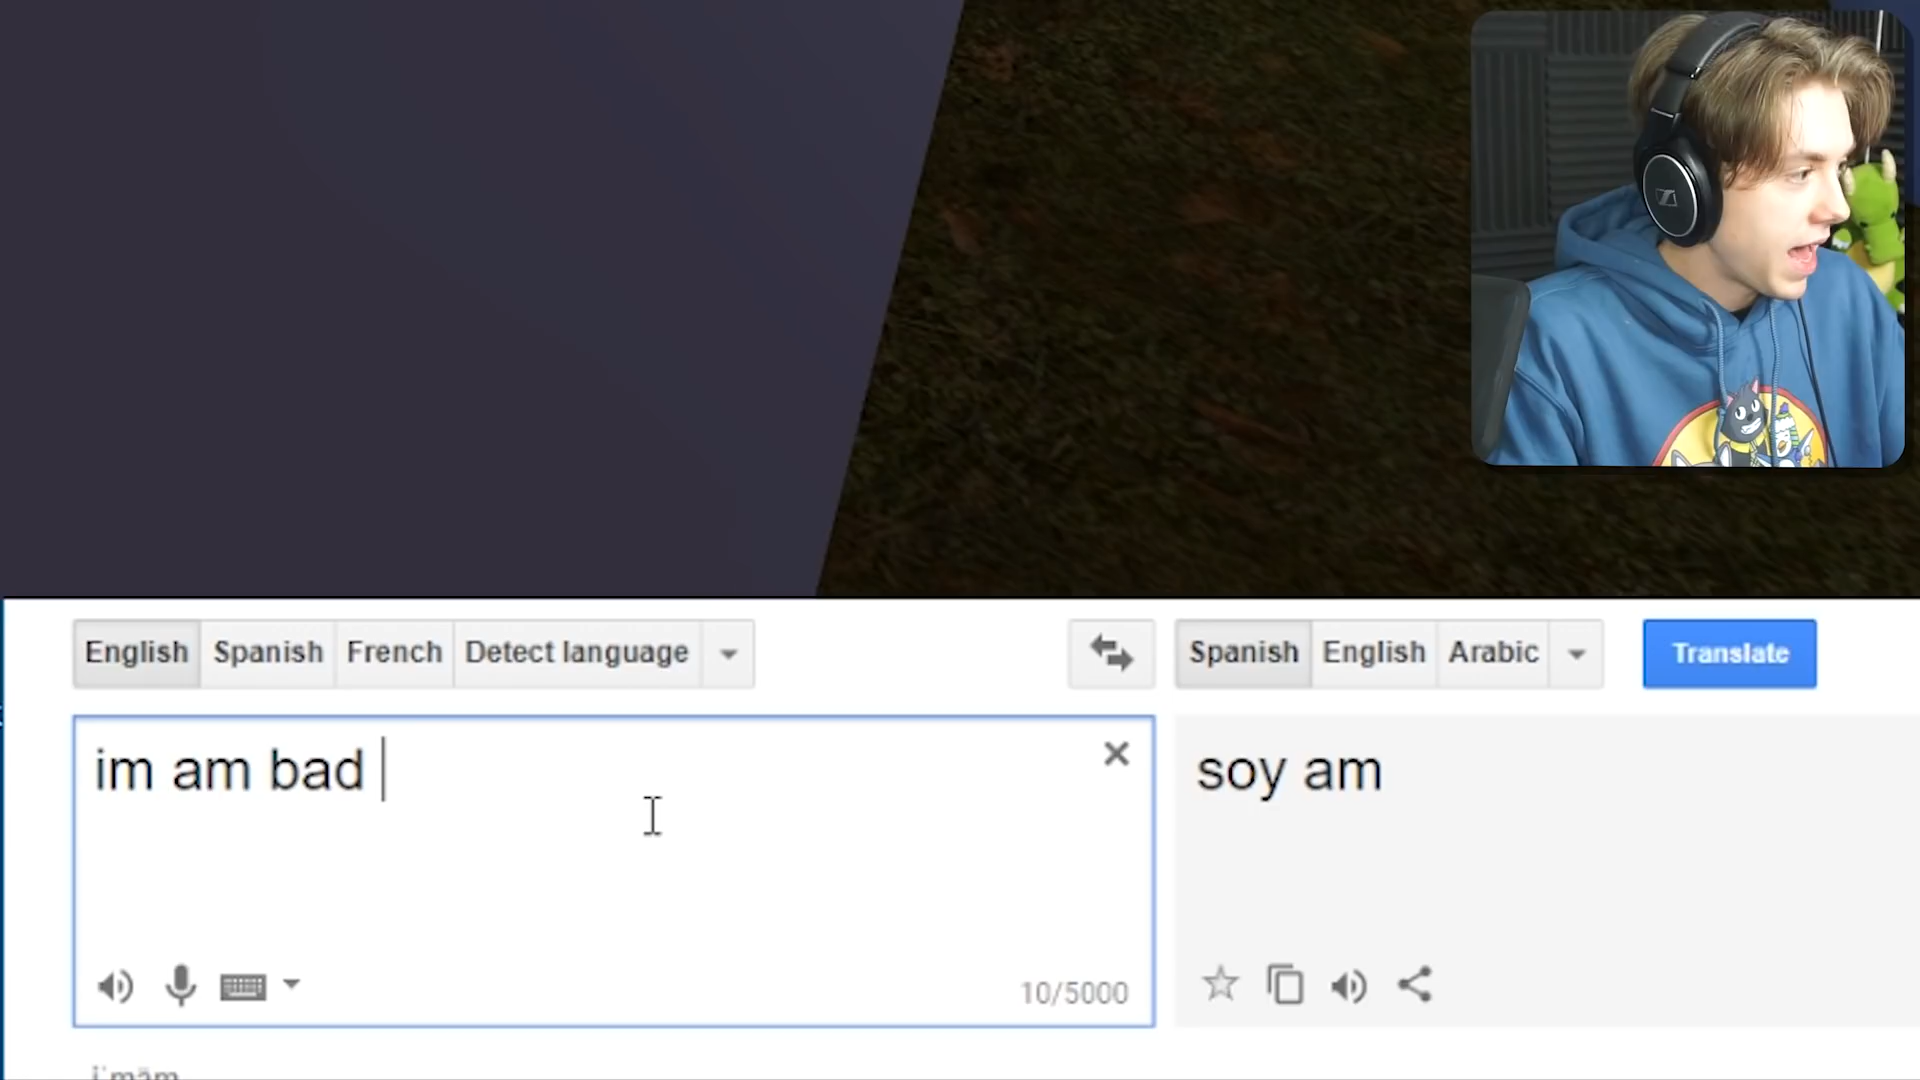 English Spanish French Detect language
Spanish English Arabic
Translate
im am bad
soy am
10/5000